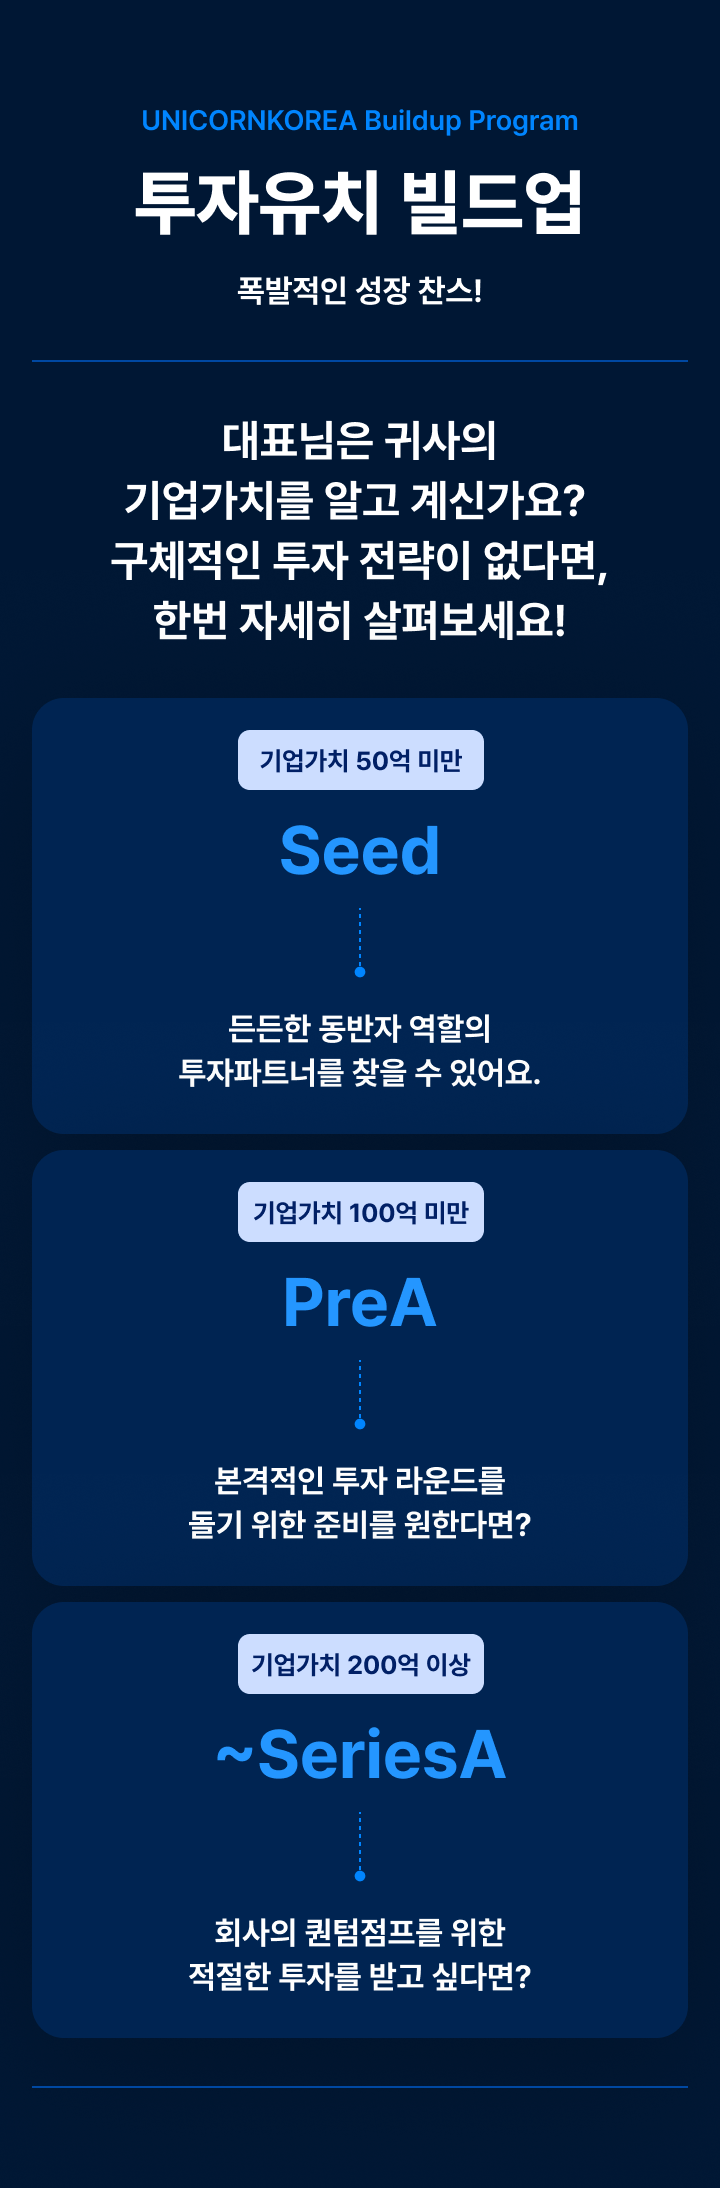 UNICORNKOREA Buildup Program
투자유치 빌드업
폭발적인 성장 찬스!
대표님은 귀사의
기업가치를 알고 계신가요?
구체적인 투자 전략이 없다면,
한번 자세히 살펴보세요!
기업가치 50억 미만
Seed
든든한 동반자 역할의
투자파트너를 찾을 수 있어요.
기업가치 100억 미만
PreA
본격적인 투자 라운드를
돌기 위한 준비를 원한다면?
기업가치 200억 이상
~SeriesA
회사의 퀀텀점프를 위한
적절한 투자를 받고 싶다면?